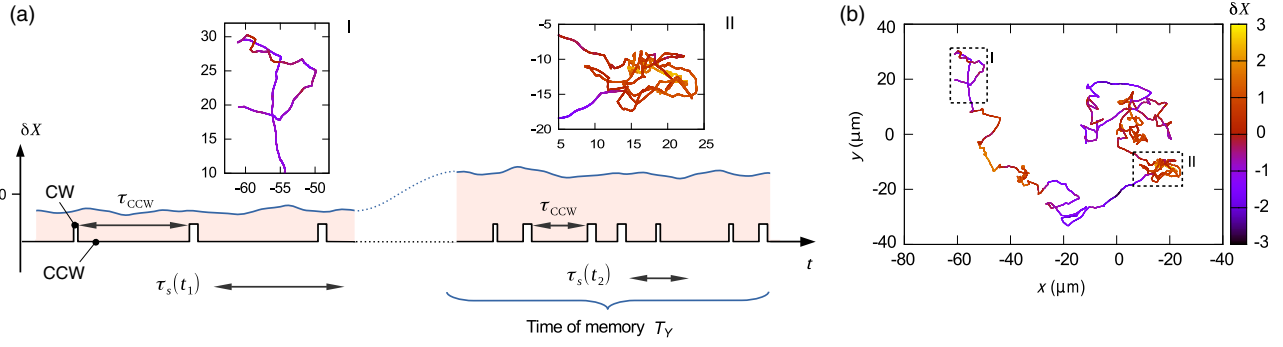 (a)
I
30
25
20
15
10
-60
-55
-50
II
-5
-10
-15
-20
5
10
15
20
25
δX
0
CW
CCW
τCCW
τCCW
t
τs(t1)
τs(t2)
Time of memory TY
(b)
40
20
0
-20
-40
y (µm)
-80
-60
-40
-20
0
-20
-40
x (µm)
I
II
δX
3
2
1
0
-1
-2
-3